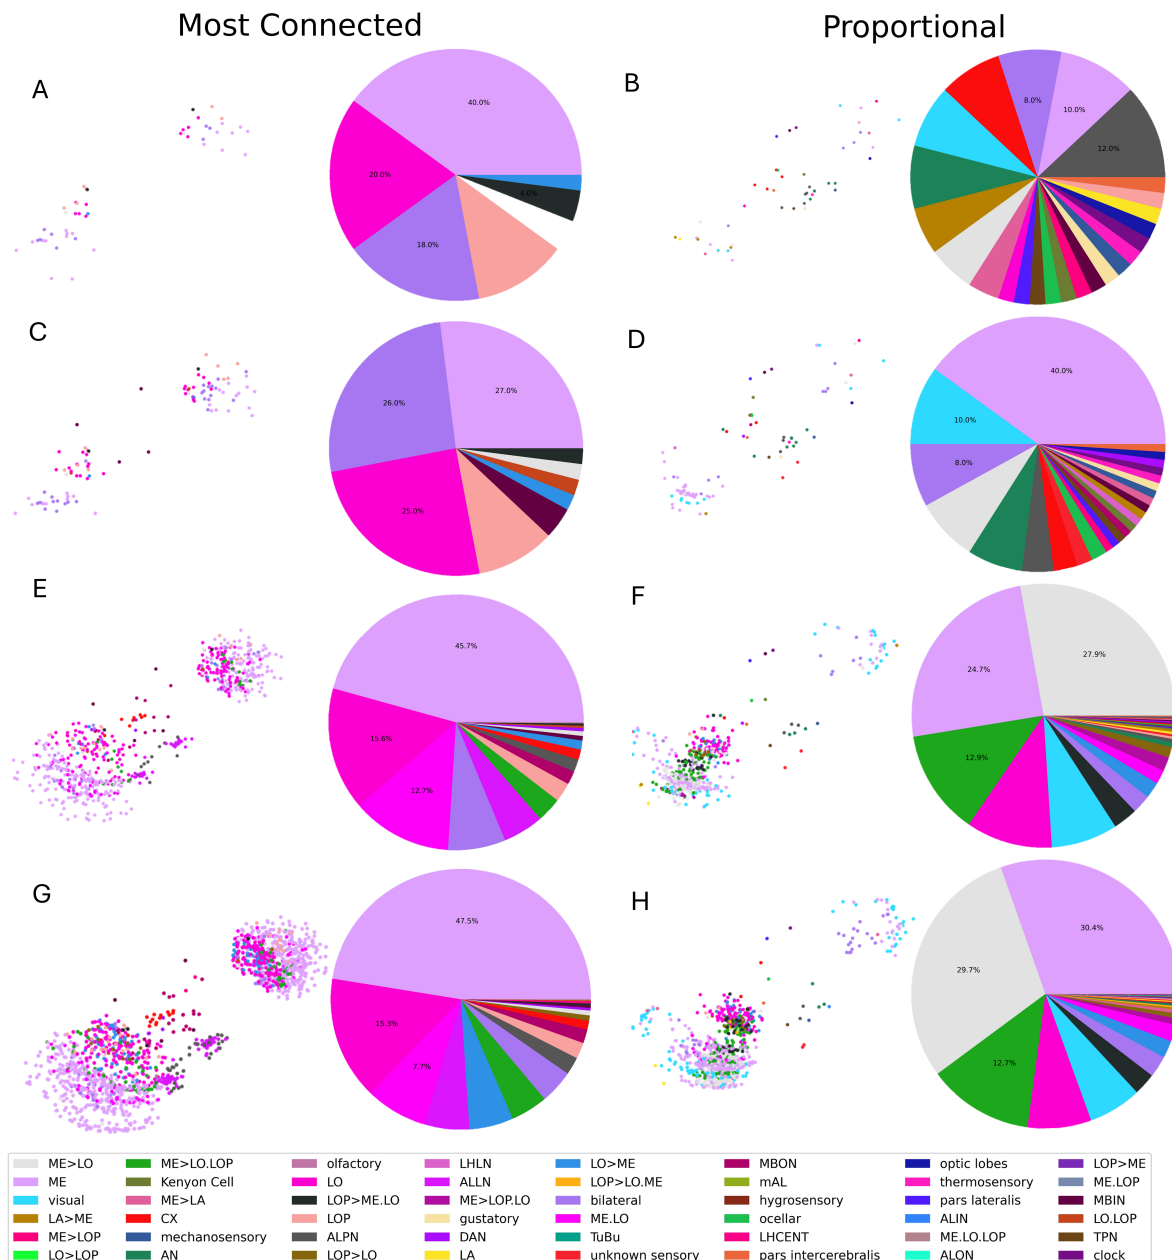 Most Connected
Proportional
A
40.0%
20.0%
18.0%
4.0%
B
8.0%
10.0%
12.0%
C
26.0%
27.0%
25.0%
D
40.0%
10.0%
8.0%
E
45.7%
15.6%
12.7%
F
27.9%
24.7%
12.9%
G
47.5%
15.3%
7.7%
H
30.4%
29.7%
12.7%
ME>LO ME>LO.LOP olfactory LHLN LO>ME MBON optic lobes LOP>ME
ME Kenyon Cell LO ALLN LOP>LO.ME mAL thermosensory ME.LOP
visual ME>LA LOP>ME.LO ME>LOP.LO bilateral hygrosensory pars lateralis MBIN
LA>ME CX LOP gustatory ME.LO ocellar ALIN LO.LOP
ME>LOP mechanosensory ALPN DAN TuBu LHCENT ME.LO.LOP TPN
LO>LOP AN LOP>LO LA unknown sensory pars intercerebralis ALON clock